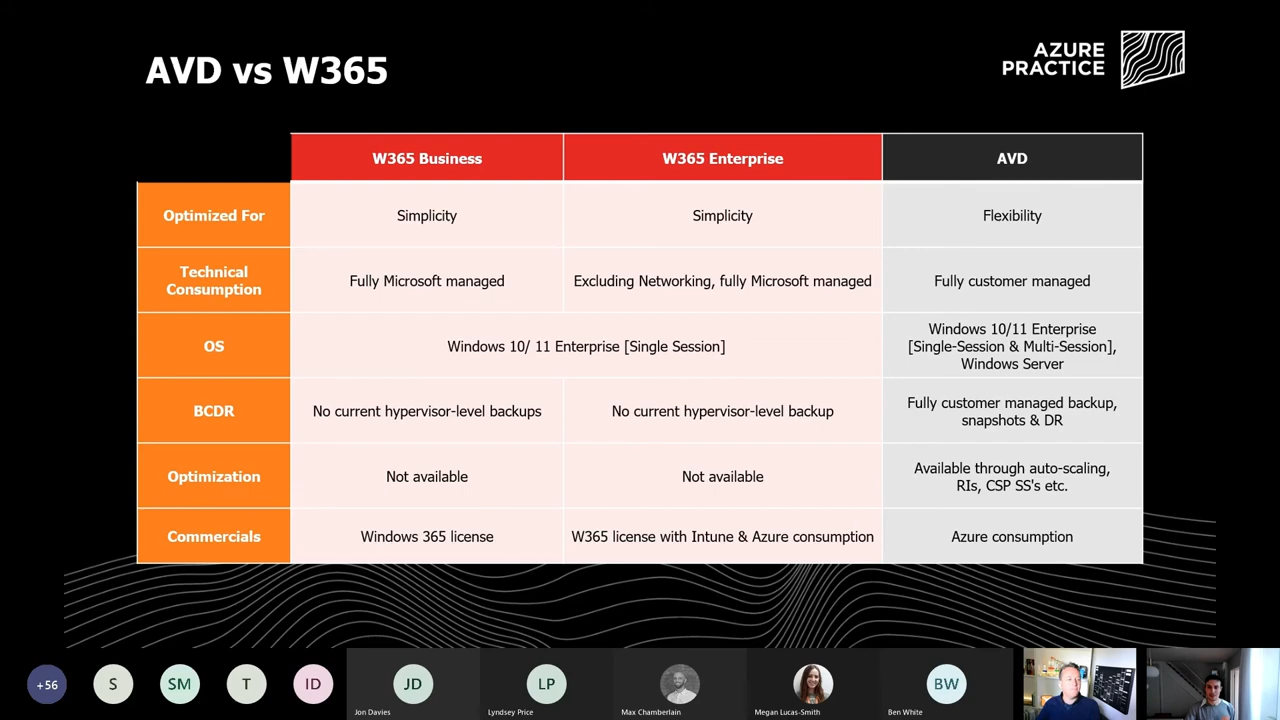 AVD vs W365
AZURE
PRACTICE
W365 Business
W365 Enterprise
AVD
Optimized For
Simplicity
Simplicity
Flexibility
Technical
Consumption
Fully Microsoft managed
Excluding Networking, fully Microsoft managed
Fully customer managed
OS
Windows 10/ 11 Enterprise [Single Session]
Windows 10/11 Enterprise
[Single-Session & Multi-Session],
Windows Server
BCDR
No current hypervisor-level backups
No current hypervisor-level backup
Fully customer managed backup,
snapshots & DR
Optimization
Not available
Not available
Available through auto-scaling,
RIs, CSP SS's etc.
Commercials
Windows 365 license
W365 license with Intune & Azure consumption
Azure consumption
+56
S
SM
T
ID
JD
Jon Davies
LP
Lyndsey Price
Max Chamberlain
Megan Lucas-Smith
BW
Ben White